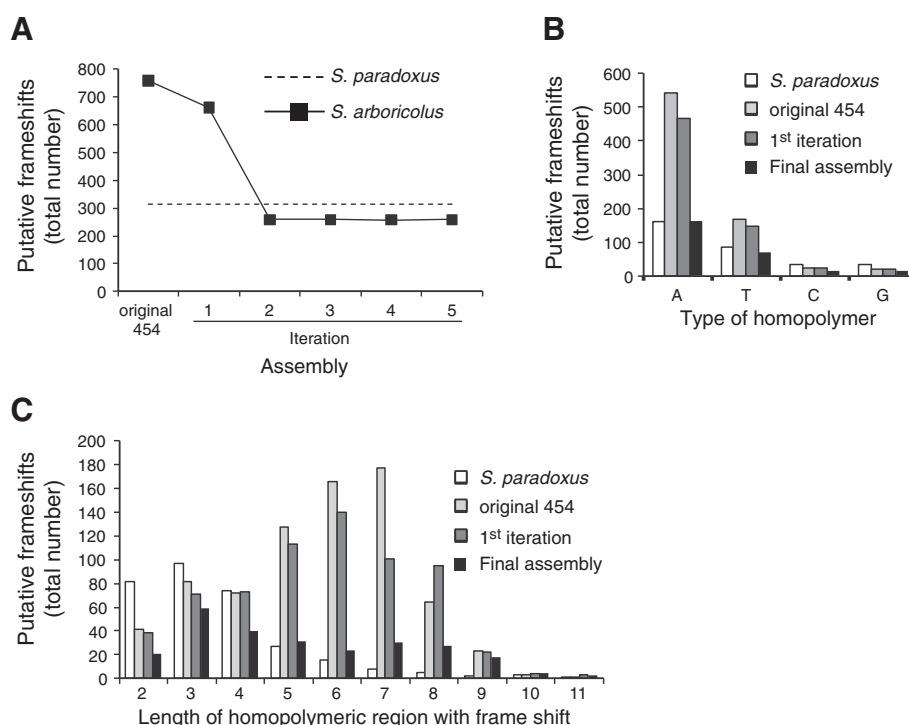 A
Putative frameshifts
(total number)
800
700
600
500
400
300
200
100
0
S. paradoxus
S. arboricolus
original
454
1
2
3
4
5
Iteration
Assembly
B
Putative frameshifts
(total number)
600
500
400
300
200
100
0
S. paradoxus
original 454
1st iteration
Final assembly
A
T
C
G
Type of homopolymer
C
Putative frameshifts
(total number)
200
180
160
140
120
100
80
60
40
20
0
S. paradoxus
original 454
1st iteration
Final assembly
2
3
4
5
6
7
8
9
10
11
Length of homopolymeric region with frame shift